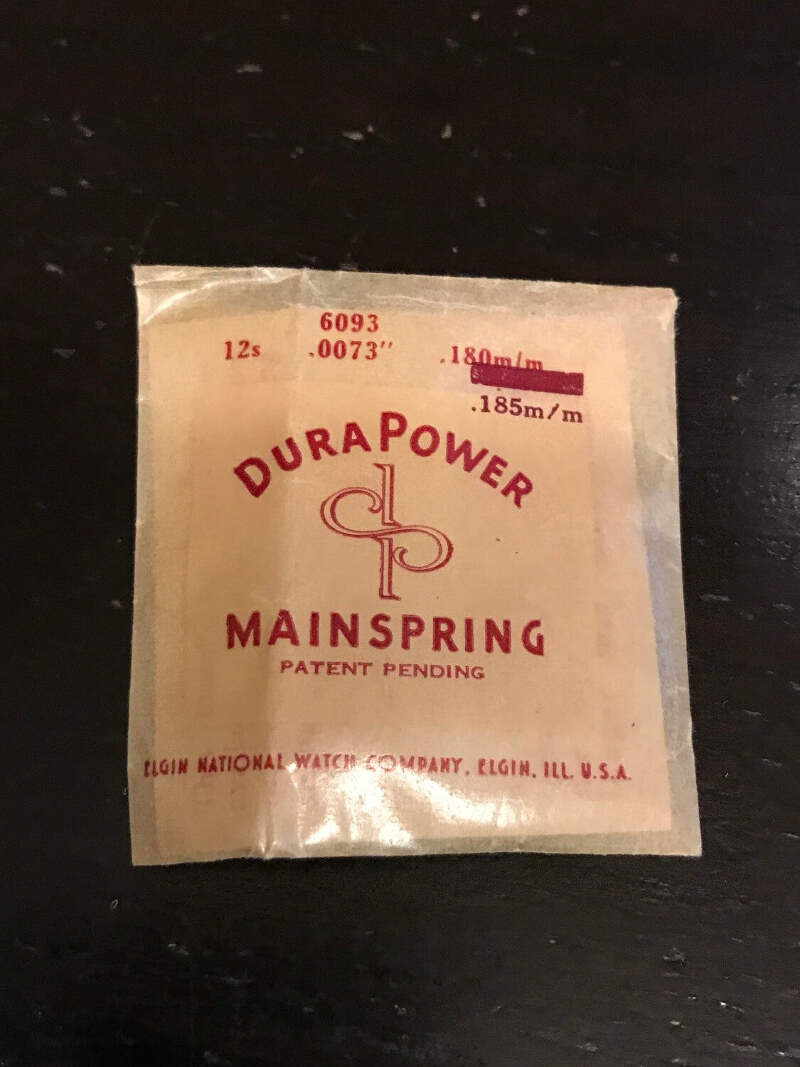 6093
12s .0073" .180m/m
.185m/m
DURAPOWER
dp
MAINSPRING
PATENT PENDING
ELGIN NATIONAL WATCH COMPANY, ELGIN, ILL. U.S.A.